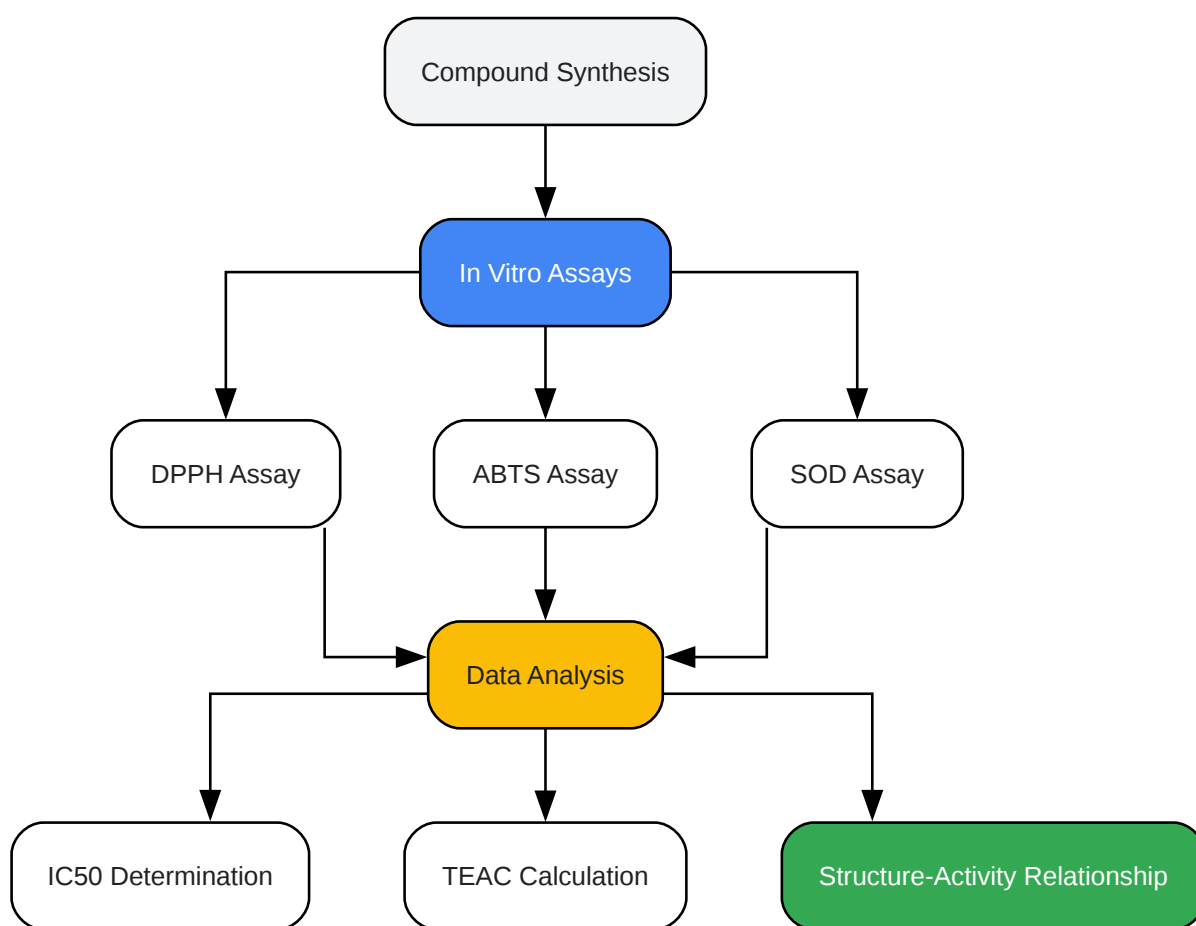 Compound Synthesis
In Vitro Assays
DPPH Assay
ABTS Assay
SOD Assay
Data Analysis
IC50 Determination
TEAC Calculation
Structure-Activity Relationship